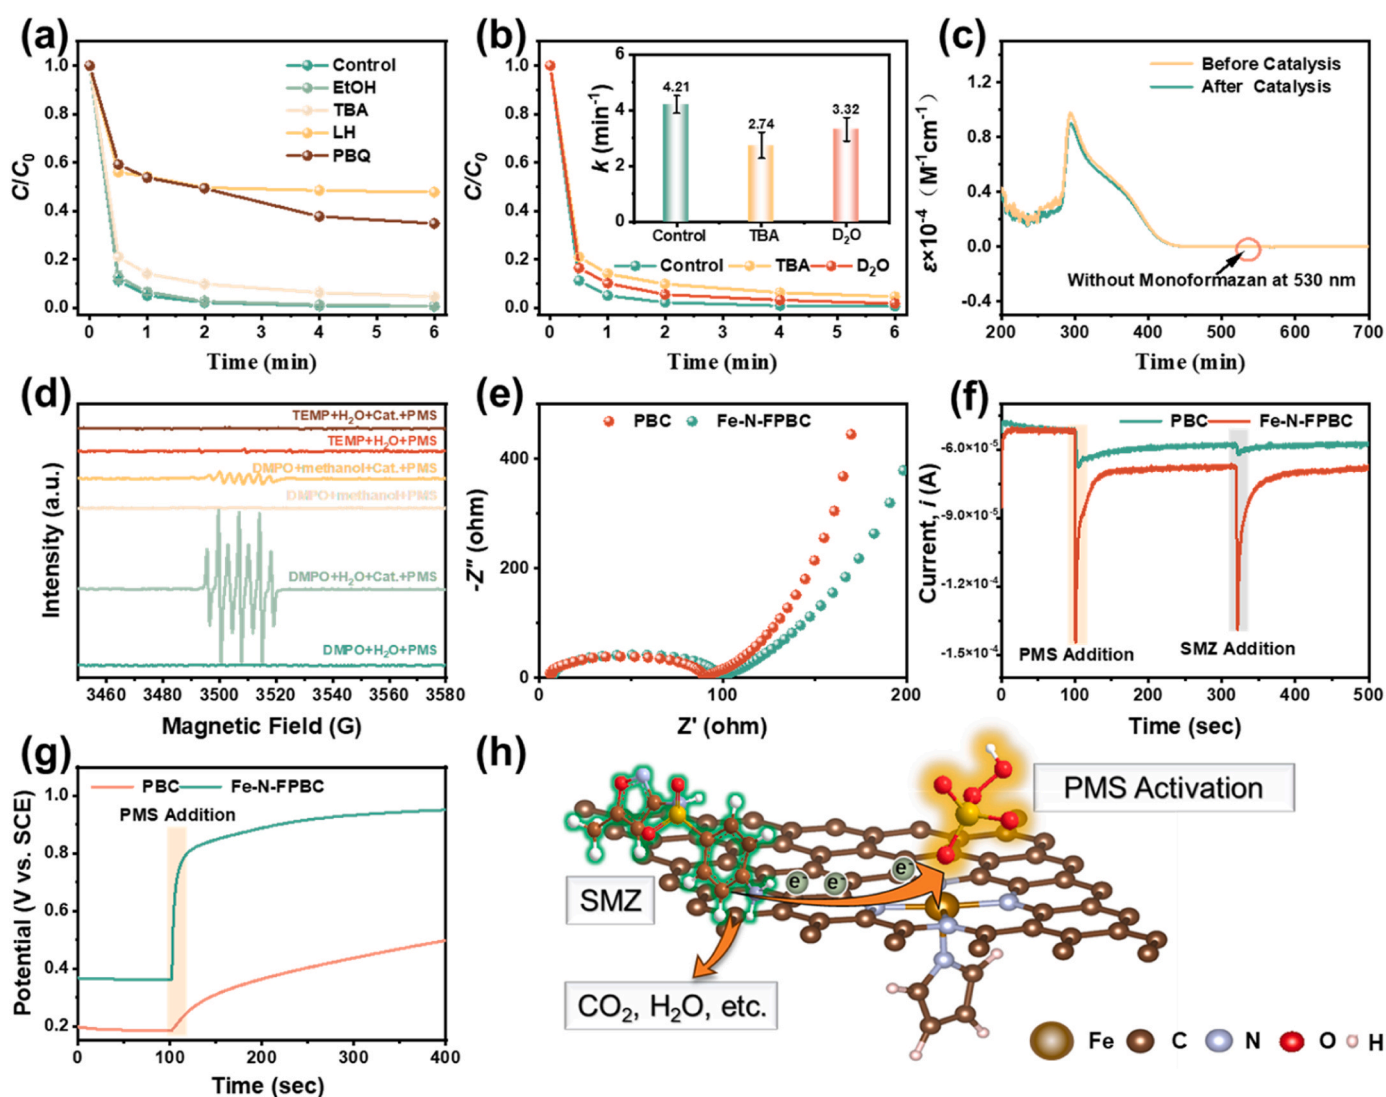 (a)
1.0
0.8
0.6
0.4
0.2
0.0
C/C0
0 1 2 3 4 5 6
Time (min)
Control
EtOH
TBA
LH
PBQ
(b)
1.0
0.8
0.6
0.4
0.2
0.0
C/C0
0 1 2 3 4 5 6
Time (min)
6
4
2
0
k (min-1)
4.21
2.74
3.32
Control TBA D2O
Control TBA D2O
(c)
1.2
0.8
0.4
0.0
-0.4
ε×10-4 (M-1cm-1)
200 300 400 500 600 700
Time (min)
Before Catalysis
After Catalysis
Without Monoformazan at 530 nm
(d)
Intensity (a.u.)
TEMP+H2O+Cat.+PMS
TEMP+H2O+PMS
DMPO+methanol+Cat.+PMS
DMPO+methanol+PMS
DMPO+H2O+Cat.+PMS
DMPO+H2O+PMS
3460 3480 3500 3520 3540 3560 3580
Magnetic Field (G)
(e)
400
200
0
-Z" (ohm)
PBC Fe-N-FPBC
0 100 200
Z' (ohm)
(f)
-6.0×10-5
-9.0×10-5
-1.2×10-4
-1.5×10-4
Current, i (A)
PBC Fe-N-FPBC
PMS Addition
SMZ Addition
0 100 200 300 400 500
Time (sec)
(g)
1.0
0.8
0.6
0.4
0.2
Potential (V vs. SCE)
PBC Fe-N-FPBC
PMS Addition
0 100 200 300 400
Time (sec)
(h)
PMS Activation
SMZ
e- e- e-
CO2, H2O, etc.
Fe C N O H